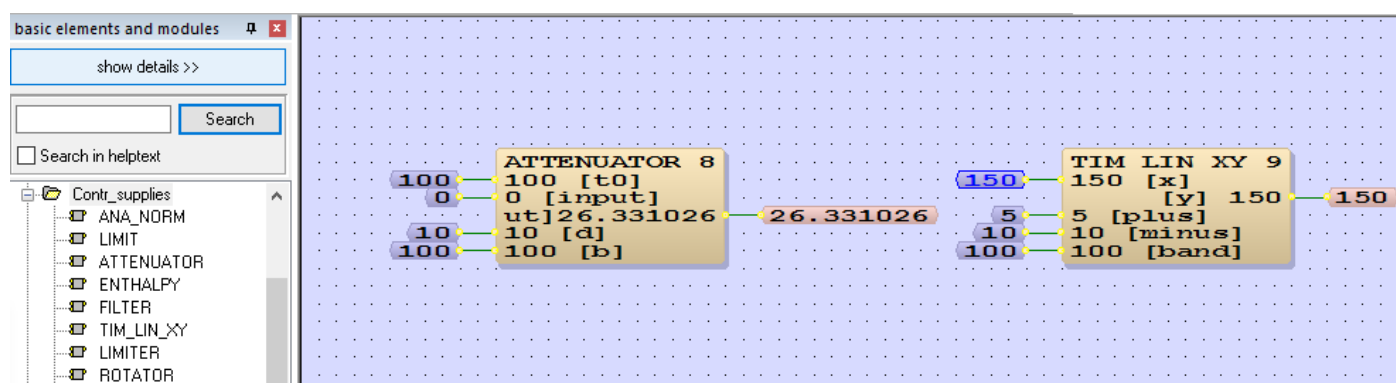 basic elements and modules
show details >>
Search
Search in helptext
Contr_supplies
ANA_NORM
LIMIT
ATTENUATOR
ENTHALPY
FILTER
TIM_LIN_XY
LIMITER
ROTATOR
ATTENUATOR 8
100 100 [t0]
0 0 [input]
ut]26.331026 26.331026
10 10 [d]
100 100 [b]
TIM LIN XY 9
150 150 [x]
[y] 150 150
5 5 [plus]
10 10 [minus]
100 100 [band]